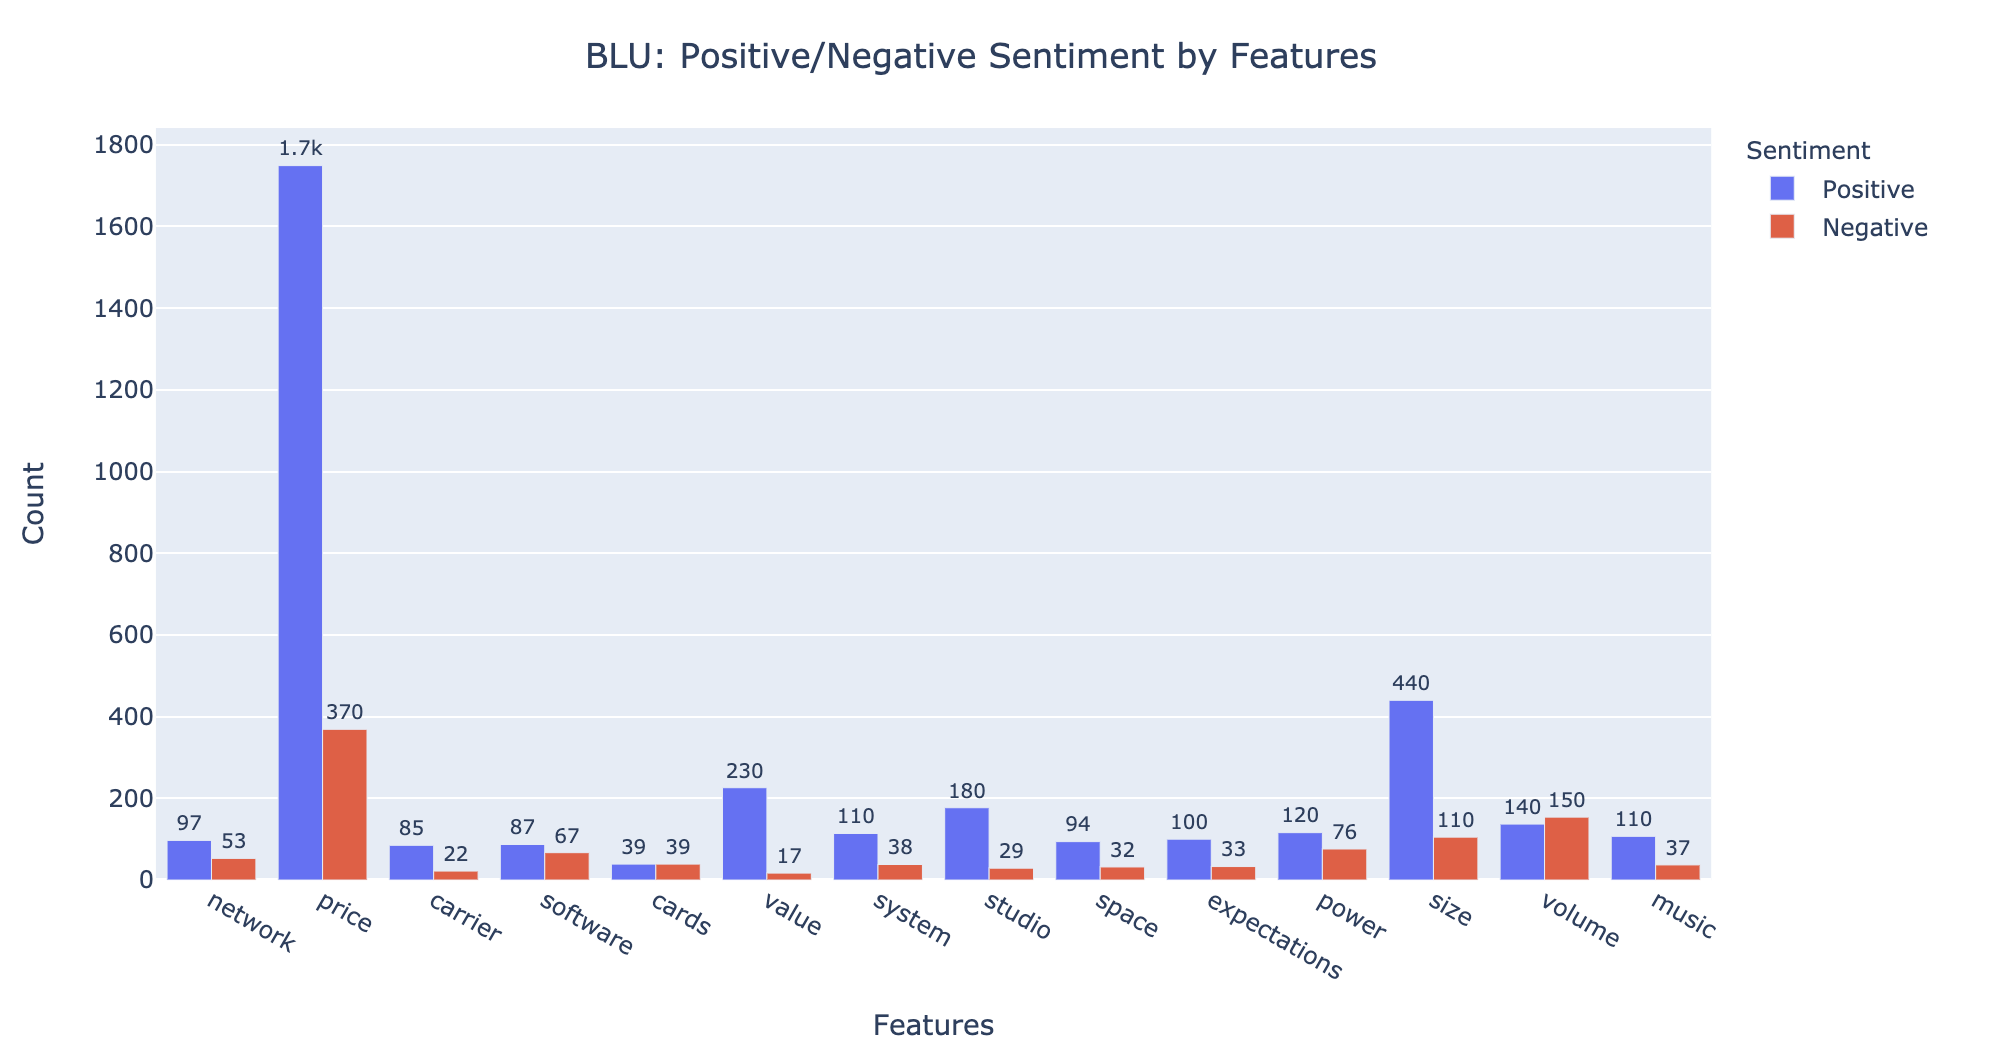 BLU: Positive/Negative Sentiment by Features
Sentiment
Positive
Negative
Count
1800
1600
1400
1200
1000
800
600
400
200
0
97 53 1.7k 370 85 22 87 67 39 39 230 17 110 38 180 29 94 32 100 33 120 76 440 110 140 150 110 37
network price carrier software cards value system studio space expectations power size volume music
Features